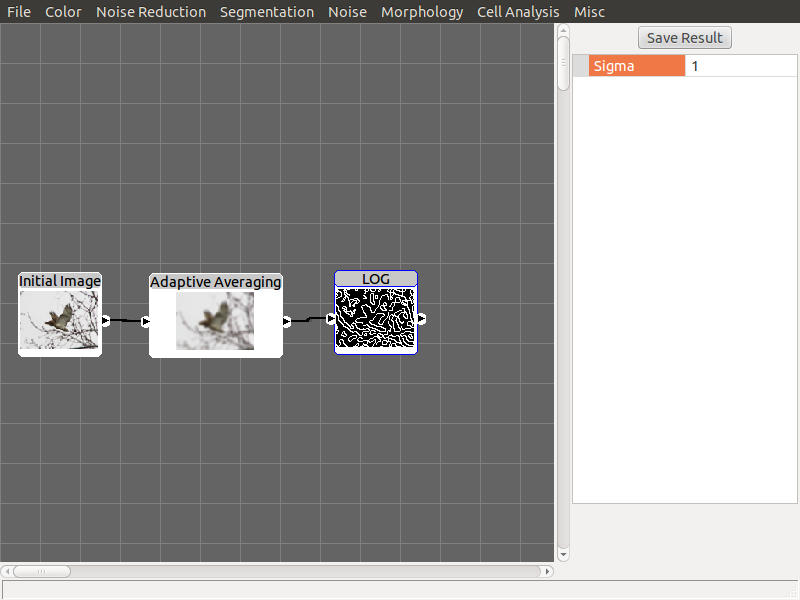 File Color Noise Reduction Segmentation Noise Morphology Cell Analysis Misc
Save Result
Sigma 1
Initial Image
Adaptive Averaging
LOG